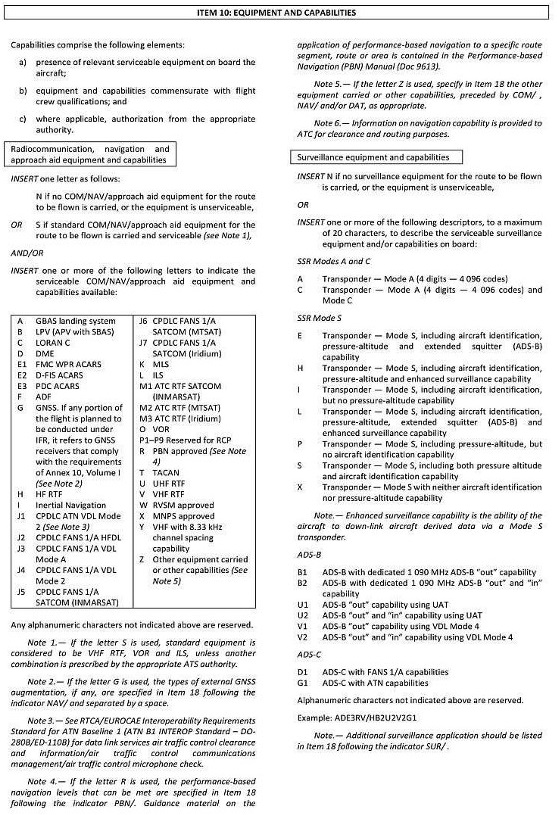 ITEM 10: EQUIPMENT AND CAPABILITIES
Capabilities comprise the following elements:
a) presence of relevant serviceable equipment on board the
aircraft;
b) equipment and capabilities commensurate with flight
crew qualifications; and
c) where applicable, authorization from the appropriate
authority.
Radiocommunication, navigation and
approach aid equipment and capabilities
INSERT one letter as follows:
N if no COM/NAV/approach aid equipment for the route
to be flown is carried, or the equipment is unserviceable,
OR S if standard COM/NAV/approach aid equipment for the
route to be flown is carried and serviceable (see Note 1),
AND/OR
INSERT one or more of the following letters to indicate the
serviceable COM/NAV/approach aid equipment and
capabilities available:
A GBAS landing system
B LPV (APV with SBAS)
C LORAN C
D DME
E1 FMC WPR ACARS
E2 D-FIS ACARS
E3 PDC ACARS
F ADF
G GNSS. If any portion of
the flight is planned to
be conducted under
IFR, it refers to GNSS
receivers that comply
with the requirements
of Annex 10, Volume I
(See Note 2)
H HF RTF
I Inertial Navigation
J1 CPDLC ATN VDL Mode
2 (See Note 3)
J2 CPDLC FANS 1/A HFDL
J3 CPDLC FANS 1/A VDL
Mode A
J4 CPDLC FANS 1/A VDL
Mode 2
J5 CPDLC FANS 1/A
SATCOM (INMARSAT)
J6 CPDLC FANS 1/A
SATCOM (MTSAT)
J7 CPDLC FANS 1/A
SATCOM (Iridium)
K MLS
L ILS
M1 ATC RTF SATCOM
(INMARSAT)
M2 ATC RTF (MTSAT)
M3 ATC RTF (Iridium)
O VOR
P1–P9 Reserved for RCP
R PBN approved (See Note
4)
T TACAN
U UHF RTF
V VHF RTF
W RVSM approved
X MNPS approved
Y VHF with 8.33 kHz
channel spacing
capability
Z Other equipment carried
or other capabilities (See
Note 5)
Any alphanumeric characters not indicated above are reserved.
Note 1.— If the letter S is used, standard equipment is
considered to be VHF RTF, VOR and ILS, unless another
combination is prescribed by the appropriate ATS authority.
Note 2.— If the letter G is used, the types of external GNSS
augmentation, if any, are specified in Item 18 following the
indicator NAV/ and separated by a space.
Note 3.— See RTCA/EUROCAE Interoperability Requirements
Standard for ATN Baseline 1 (ATN B1 INTEROP Standard – DO-
280B/ED-110B) for data link services air traffic control clearance
and information/air traffic control communications
management/air traffic control microphone check.
Note 4.— If the letter R is used, the performance-based
navigation levels that can be met are specified in Item 18
following the indicator PBN/. Guidance material on the
application of performance-based navigation to a specific route
segment, route or area is contained in the Performance-based
Navigation (PBN) Manual (Doc 9613).
Note 5.— If the letter Z is used, specify in Item 18 the other
equipment carried or other capabilities, preceded by COM/ ,
NAV/ and/or DAT, as appropriate.
Note 6.— Information on navigation capability is provided to
ATC for clearance and routing purposes.
Surveillance equipment and capabilities
INSERT N if no surveillance equipment for the route to be flown
is carried, or the equipment is unserviceable,
OR
INSERT one or more of the following descriptors, to a maximum
of 20 characters, to describe the serviceable surveillance
equipment and/or capabilities on board:
SSR Modes A and C
A Transponder — Mode A (4 digits — 4 096 codes)
C Transponder — Mode A (4 digits — 4 096 codes) and
Mode C
SSR Mode S
E Transponder — Mode S, including aircraft identification,
pressure-altitude and extended squitter (ADS-B)
capability
H Transponder — Mode S, including aircraft identification,
pressure-altitude and enhanced surveillance capability
I Transponder — Mode S, including aircraft identification,
but no pressure-altitude capability
L Transponder — Mode S, including aircraft identification,
pressure-altitude, extended squitter (ADS-B) and
enhanced surveillance capability
P Transponder — Mode S, including pressure-altitude, but
no aircraft identification capability
S Transponder — Mode S, including both pressure altitude
and aircraft identification capability
X Transponder — Mode S with neither aircraft identification
nor pressure-altitude capability
Note.— Enhanced surveillance capability is the ability of the
aircraft to down-link aircraft derived data via a Mode S
transponder.
ADS-B
B1 ADS-B with dedicated 1 090 MHz ADS-B "out" capability
B2 ADS-B with dedicated 1 090 MHz ADS-B "out" and "in"
capability
U1 ADS-B "out" capability using UAT
U2 ADS-B "out" and "in" capability using UAT
V1 ADS-B "out" capability using VDL Mode 4
V2 ADS-B "out" and "in" capability using VDL Mode 4
ADS-C
D1 ADS-C with FANS 1/A capabilities
G1 ADS-C with ATN capabilities
Alphanumeric characters not indicated above are reserved.
Example: ADE3RV/HB2U2V2G1
Note.— Additional surveillance application should be listed
in Item 18 following the indicator SUR/ .